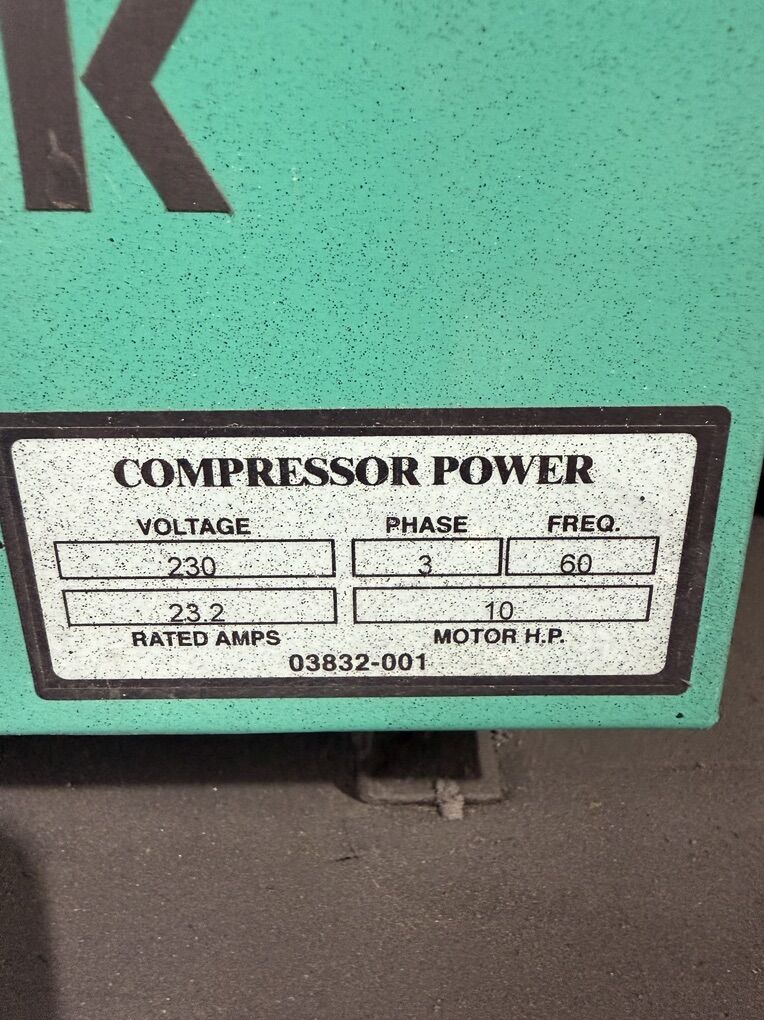 K
COMPRESSOR POWER
VOLTAGE PHASE FREQ.
230 3 60
23.2 10
RATED AMPS MOTOR H.P.
03832-001